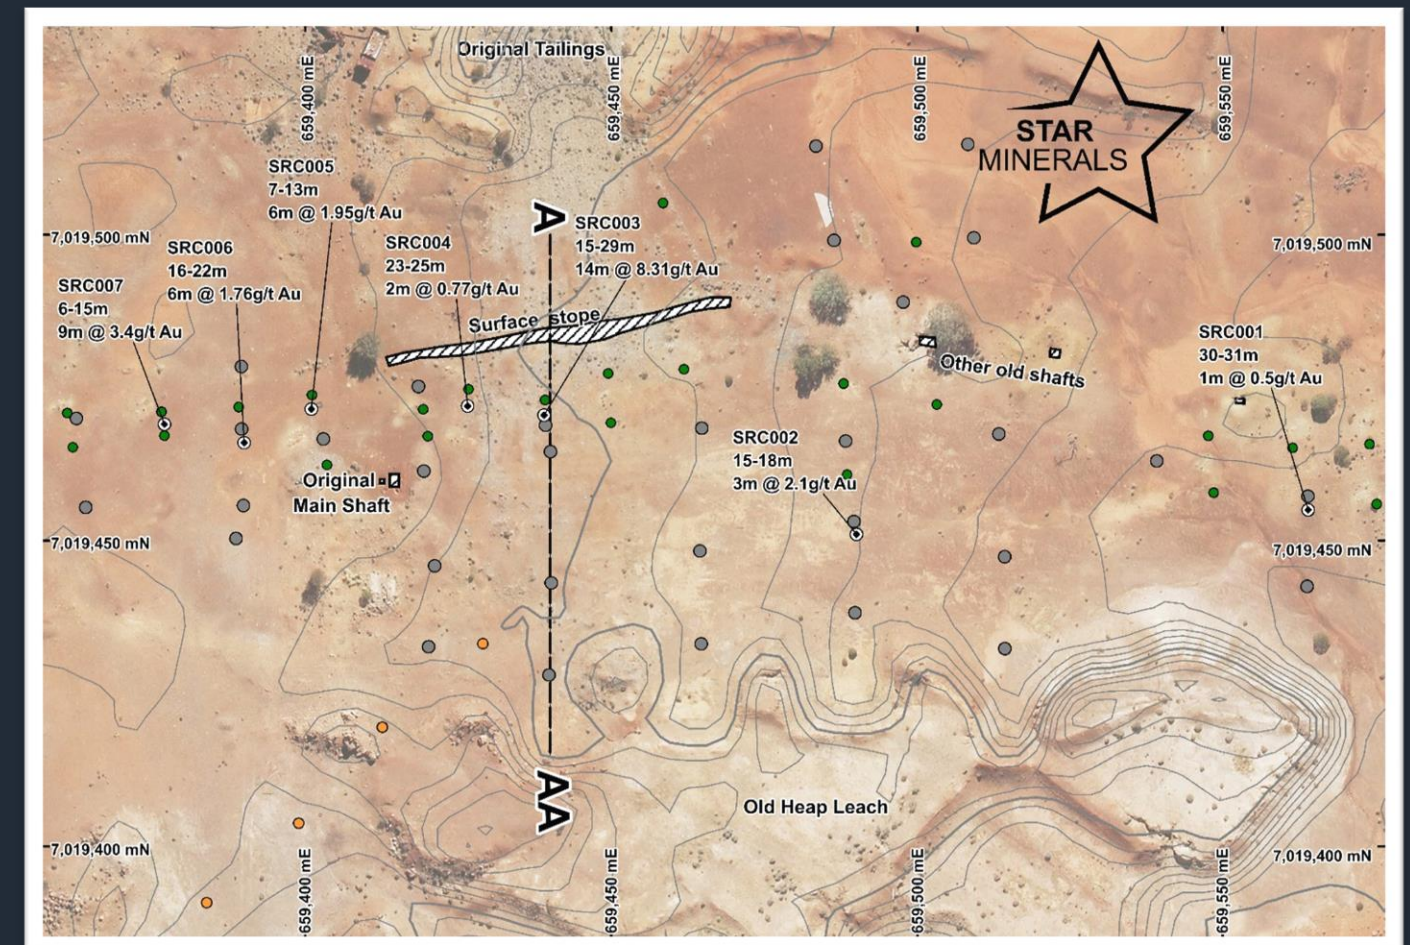 Original Tailings
659,400 mE
659,450 mE
659,500 mE
659,550 mE
STAR
MINERALS
SRC005
7-13m
6m @ 1.95g/t Au
A
SRC003
15-29m
14m @ 8.31g/t Au
7,019,500 mN
7,019,500 mN
SRC006
16-22m
6m @ 1.76g/t Au
SRC004
23-25m
2m @ 0.77g/t Au
SRC007
6-15m
9m @ 3.4g/t Au
Surface stope
Other old shafts
SRC001
30-31m
1m @ 0.5g/t Au
SRC002
15-18m
3m @ 2.1g/t Au
Original
Main Shaft
7,019,450 mN
7,019,450 mN
AA
Old Heap Leach
7,019,400 mN
7,019,400 mN
659,400 mE
659,450 mE
659,500 mE
659,550 mE